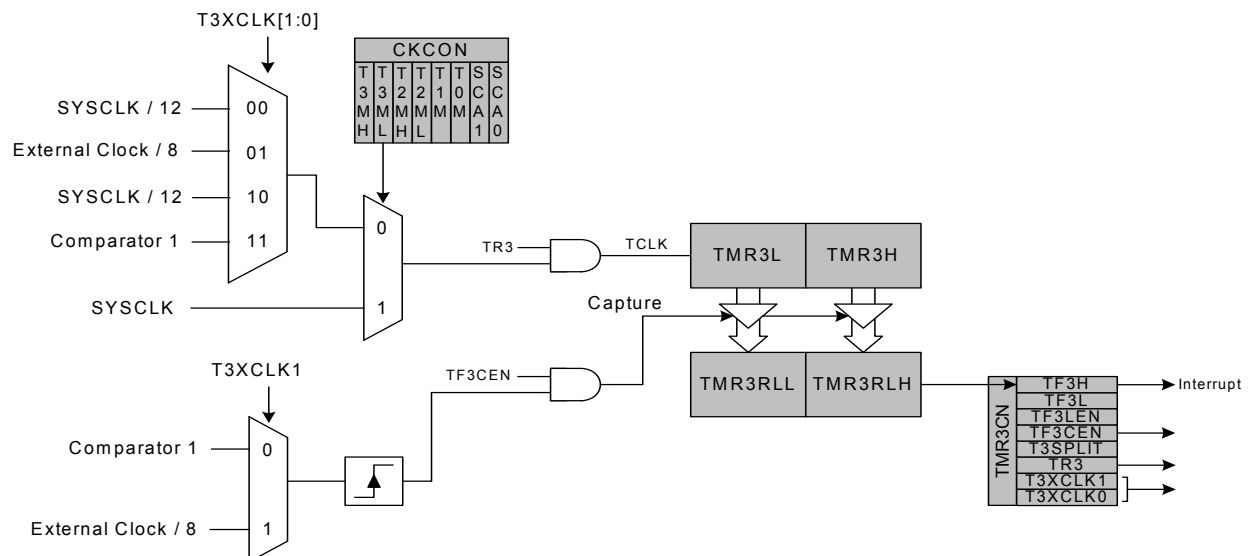 T3XCLK[1:0]
SYSCLK / 12
External Clock / 8
SYSCLK / 12
Comparator 1
SYSCLK
00
01
10
11
CKCON
T3MH
T3ML
T2MH
T2ML
T1M
T0M
SCA1
SCA0
0
1
TR3
TCLK
TMR3L
TMR3H
Capture
TF3CEN
TMR3RLL
TMR3RLH
T3XCLK1
Comparator 1
External Clock / 8
0
1
TMR3CN
TF3H
TF3L
TF3LEN
TF3CEN
T3SPLIT
TR3
T3XCLK1
T3XCLK0
Interrupt